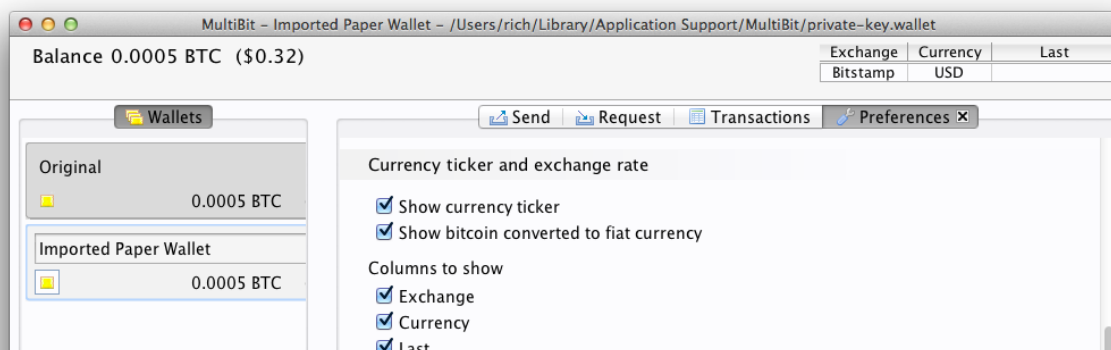 MultiBit – Imported Paper Wallet – /Users/rich/Library/Application Support/MultiBit/private-key.wallet
Balance 0.0005 BTC ($0.32)
Exchange Currency Last
Bitstamp USD
Wallets
Send Request Transactions Preferences
Original
0.0005 BTC
Imported Paper Wallet
0.0005 BTC
Currency ticker and exchange rate
Show currency ticker
Show bitcoin converted to fiat currency
Columns to show
Exchange
Currency
Last